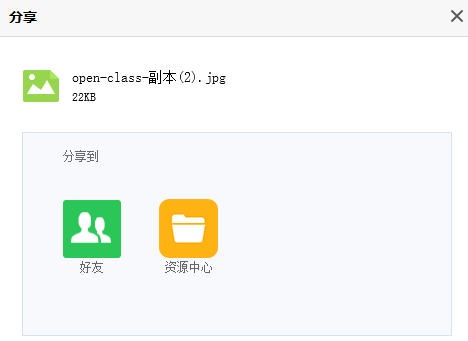 分享
open-class-副本(2).jpg
22KB
分享到
好友
资源中心